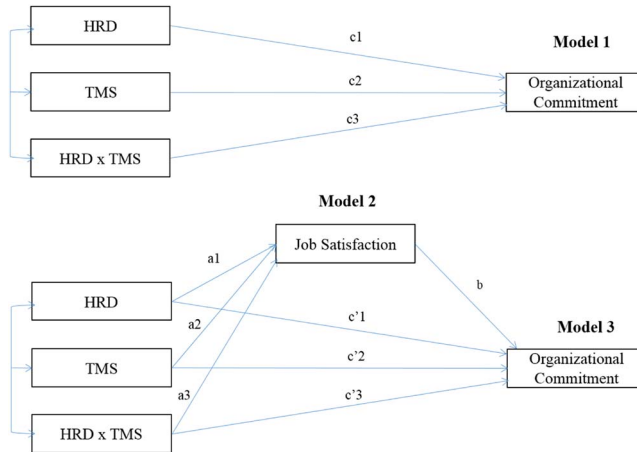 HRD
c1
Model 1
TMS
c2
Organizational
Commitment
c3
HRD x TMS
Model 2
Job Satisfaction
a1
b
HRD
c'1
a2
Model 3
TMS
c'2
Organizational
Commitment
a3
c'3
HRD x TMS